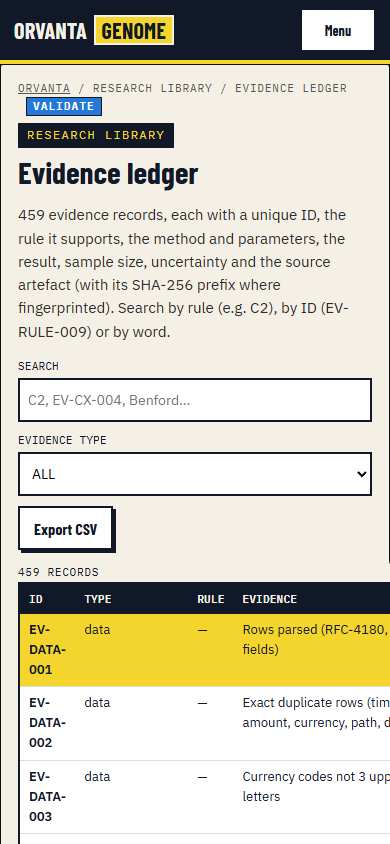 ORVANTA GENOME
Menu
ORVANTA / RESEARCH LIBRARY / EVIDENCE LEDGER
VALIDATE
RESEARCH LIBRARY
Evidence ledger
459 evidence records, each with a unique ID, the
rule it supports, the method and parameters, the
result, sample size, uncertainty and the source
artefact (with its SHA-256 prefix where
fingerprinted). Search by rule (e.g. C2), by ID (EV-
RULE-009) or by word.
SEARCH
C2, EV-CX-004, Benford...
EVIDENCE TYPE
ALL
Export CSV
459 RECORDS
ID TYPE RULE EVIDENCE
EV- data — Rows parsed (RFC-4180,
DATA- fields)
001
EV- data — Exact duplicate rows (tim
DATA- amount, currency, path, d
002
EV- data — Currency codes not 3 upp
DATA- letters
003